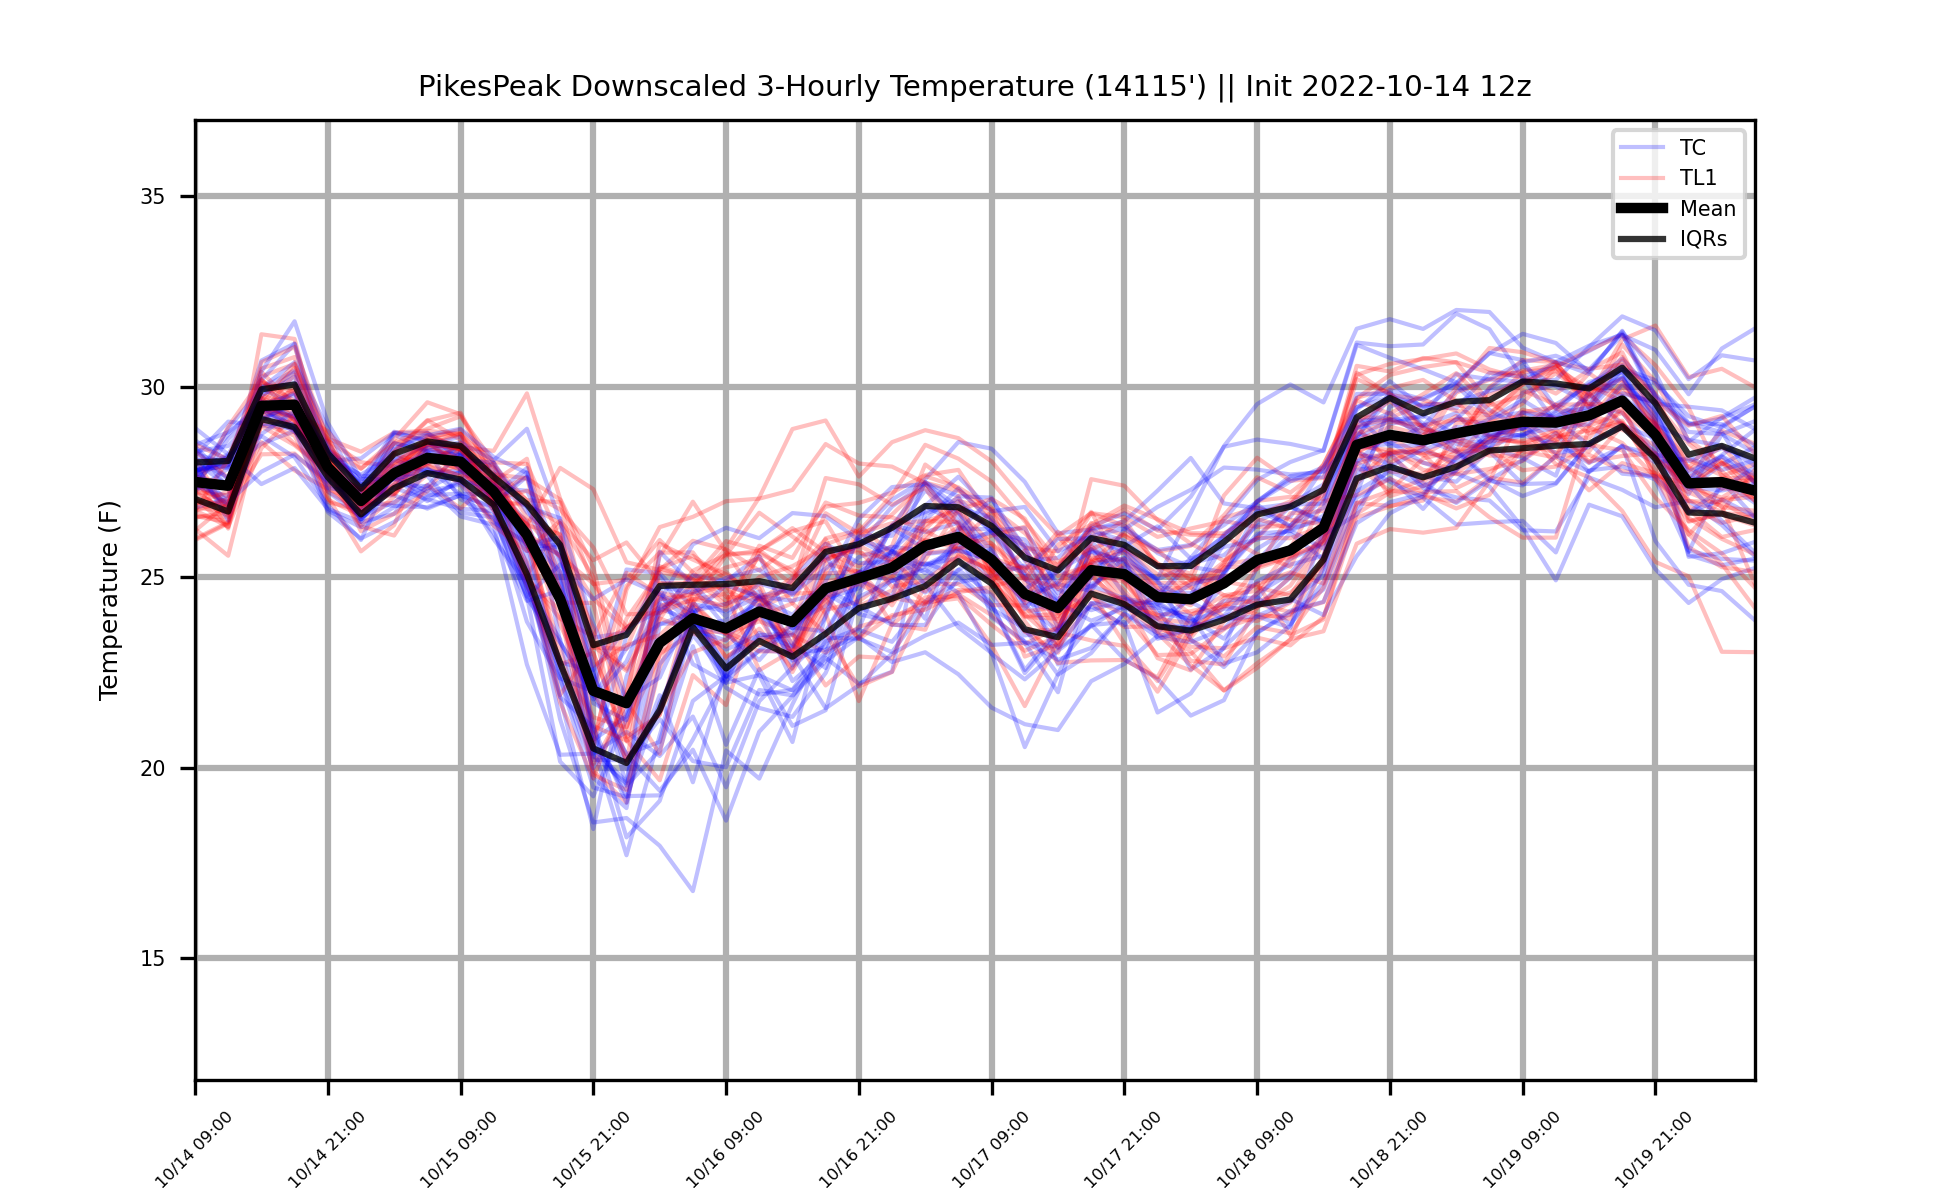 PikesPeak Downscaled 3-Hourly Temperature (14115') || Init 2022-10-14 12z
TC
TL1
Mean
IQRs
Temperature (F)
35
30
25
20
15
10/14 09:00
10/14 21:00
10/15 09:00
10/15 21:00
10/16 09:00
10/16 21:00
10/17 09:00
10/17 21:00
10/18 09:00
10/18 21:00
10/19 09:00
10/19 21:00